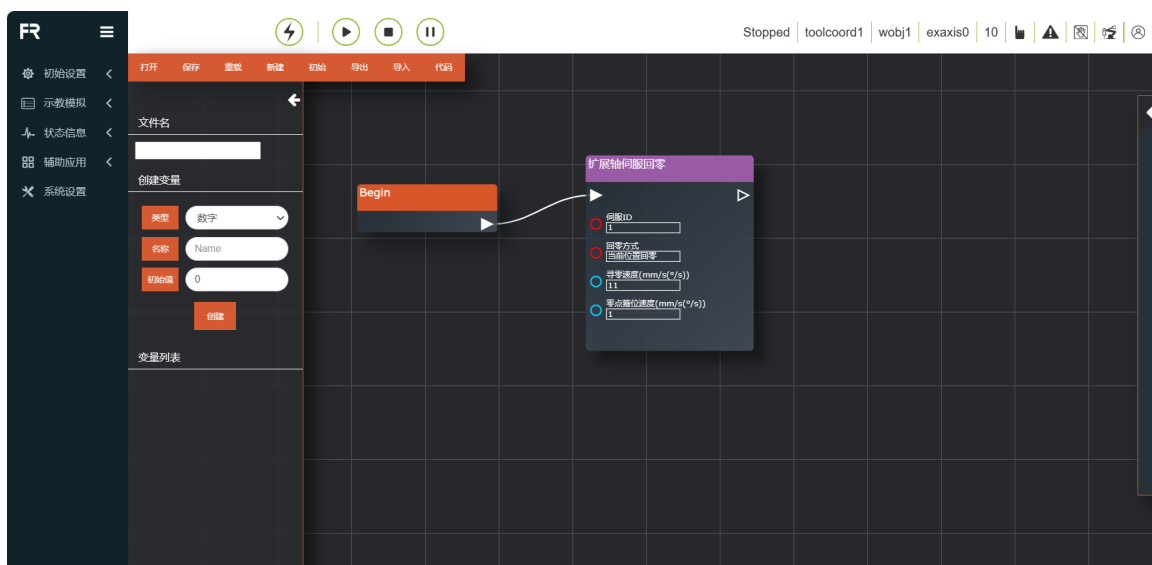 FR
Stopped toolcoord1 wobj1 exaxis0 10
初始设置
示教模拟
状态信息
辅助应用
系统设置
打开 保存 重载 新建 初始 导出 导入 代码
文件名
创建变量
类型 数字
名称 Name
初始值 0
创建
变量列表
Begin
扩展轴伺服回零
伺服ID
1
回零方式
当前位置回零
寻零速度(mm/s(°/s))
11
零点箍位速度(mm/s(°/s))
1